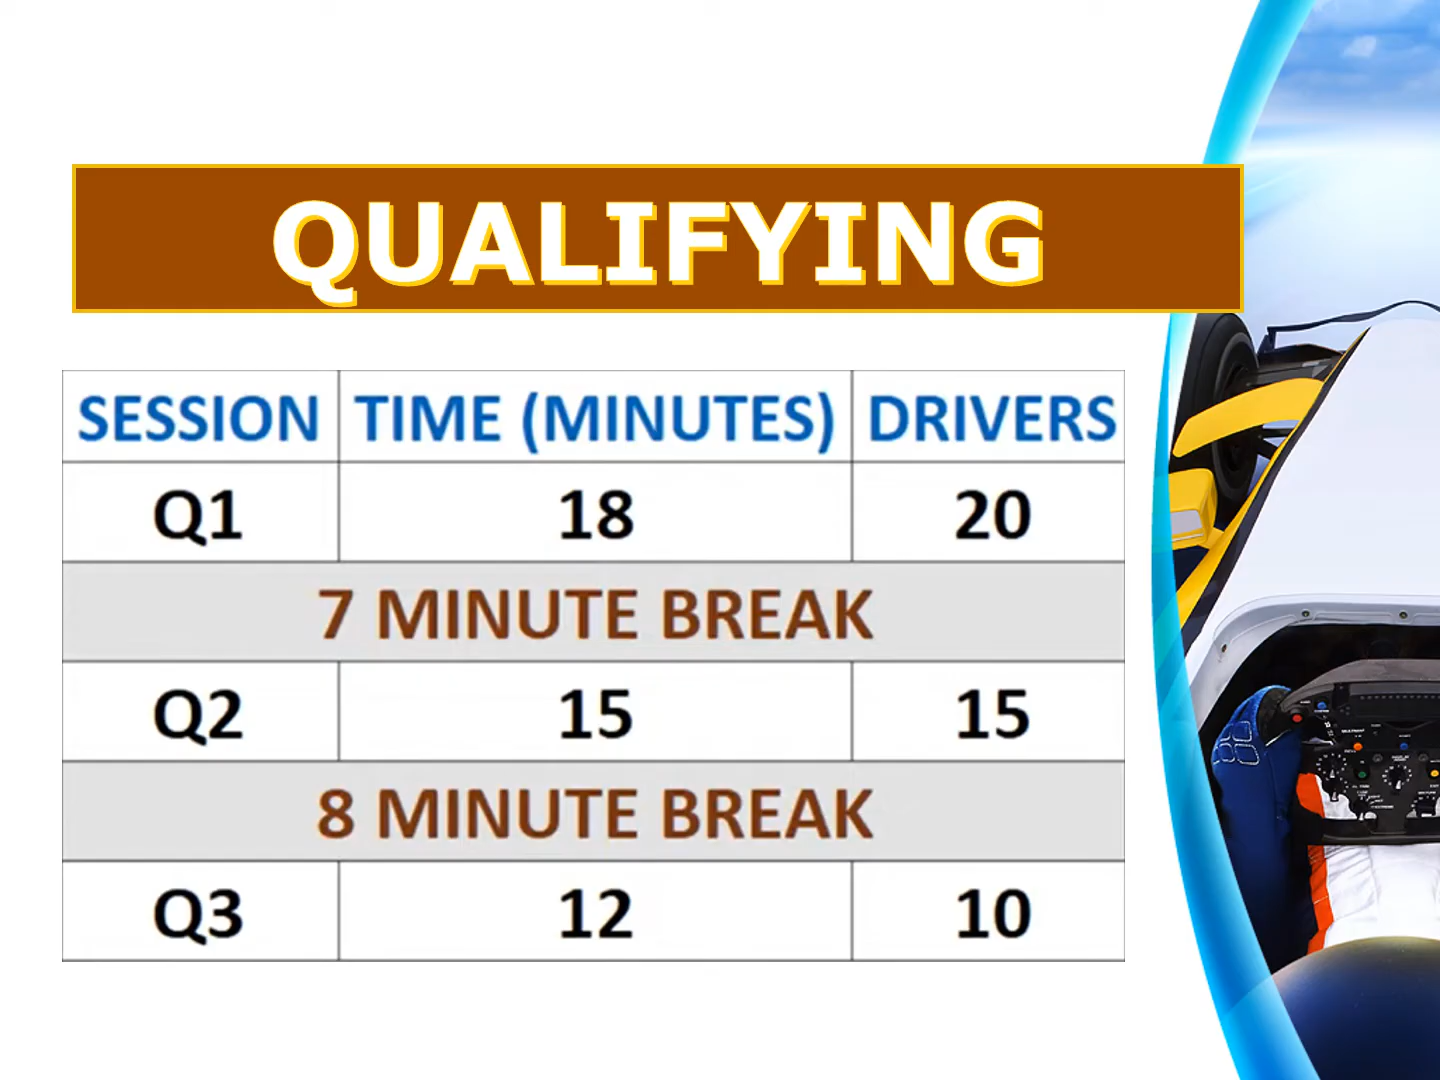 QUALIFYING
SESSION TIME (MINUTES) DRIVERS
Q1 18 20
7 MINUTE BREAK
Q2 15 15
8 MINUTE BREAK
Q3 12 10